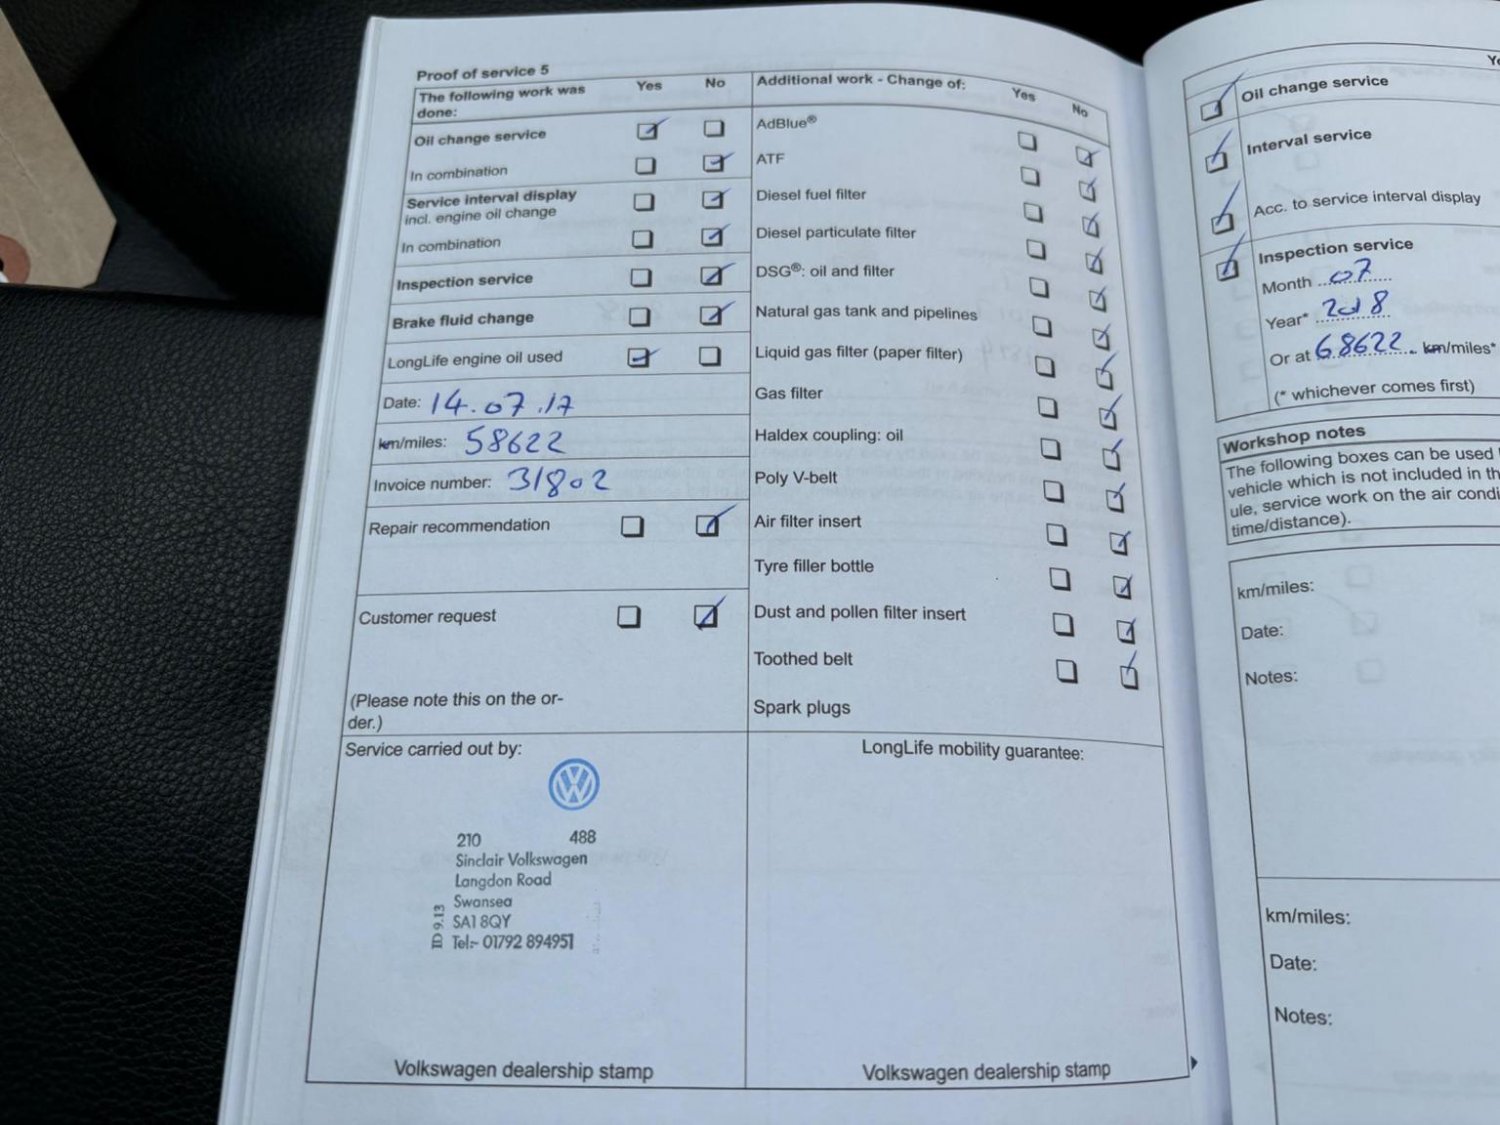 Proof of service 5
The following work was done:
Yes No
Oil change service
In combination
Service interval display
incl. engine oil change
In combination
Inspection service
Brake fluid change
LongLife engine oil used
Date: 14.07.17
km/miles: 58622
Invoice number: 31802
Repair recommendation
Customer request
(Please note this on the or-
der.)
Service carried out by:
210 488
Sinclair Volkswagen
Langdon Road
Swansea
SA1 8QY
Tel:- 01792 894951
ID 9.13
Volkswagen dealership stamp
Additional work - Change of:
Yes No
AdBlue®
ATF
Diesel fuel filter
Diesel particulate filter
DSG®: oil and filter
Natural gas tank and pipelines
Liquid gas filter (paper filter)
Gas filter
Haldex coupling: oil
Poly V-belt
Air filter insert
Tyre filler bottle
Dust and pollen filter insert
Toothed belt
Spark plugs
LongLife mobility guarantee:
Volkswagen dealership stamp
Oil change service
Interval service
Acc. to service interval display
Inspection service
Month 07
Year* 2018
Or at 68622 km/miles*
(* whichever comes first)
Workshop notes
The following boxes can be used
vehicle which is not included in
ule, service work on the air
time/distance).
km/miles:
Date:
Notes:
km/miles:
Date:
Notes: